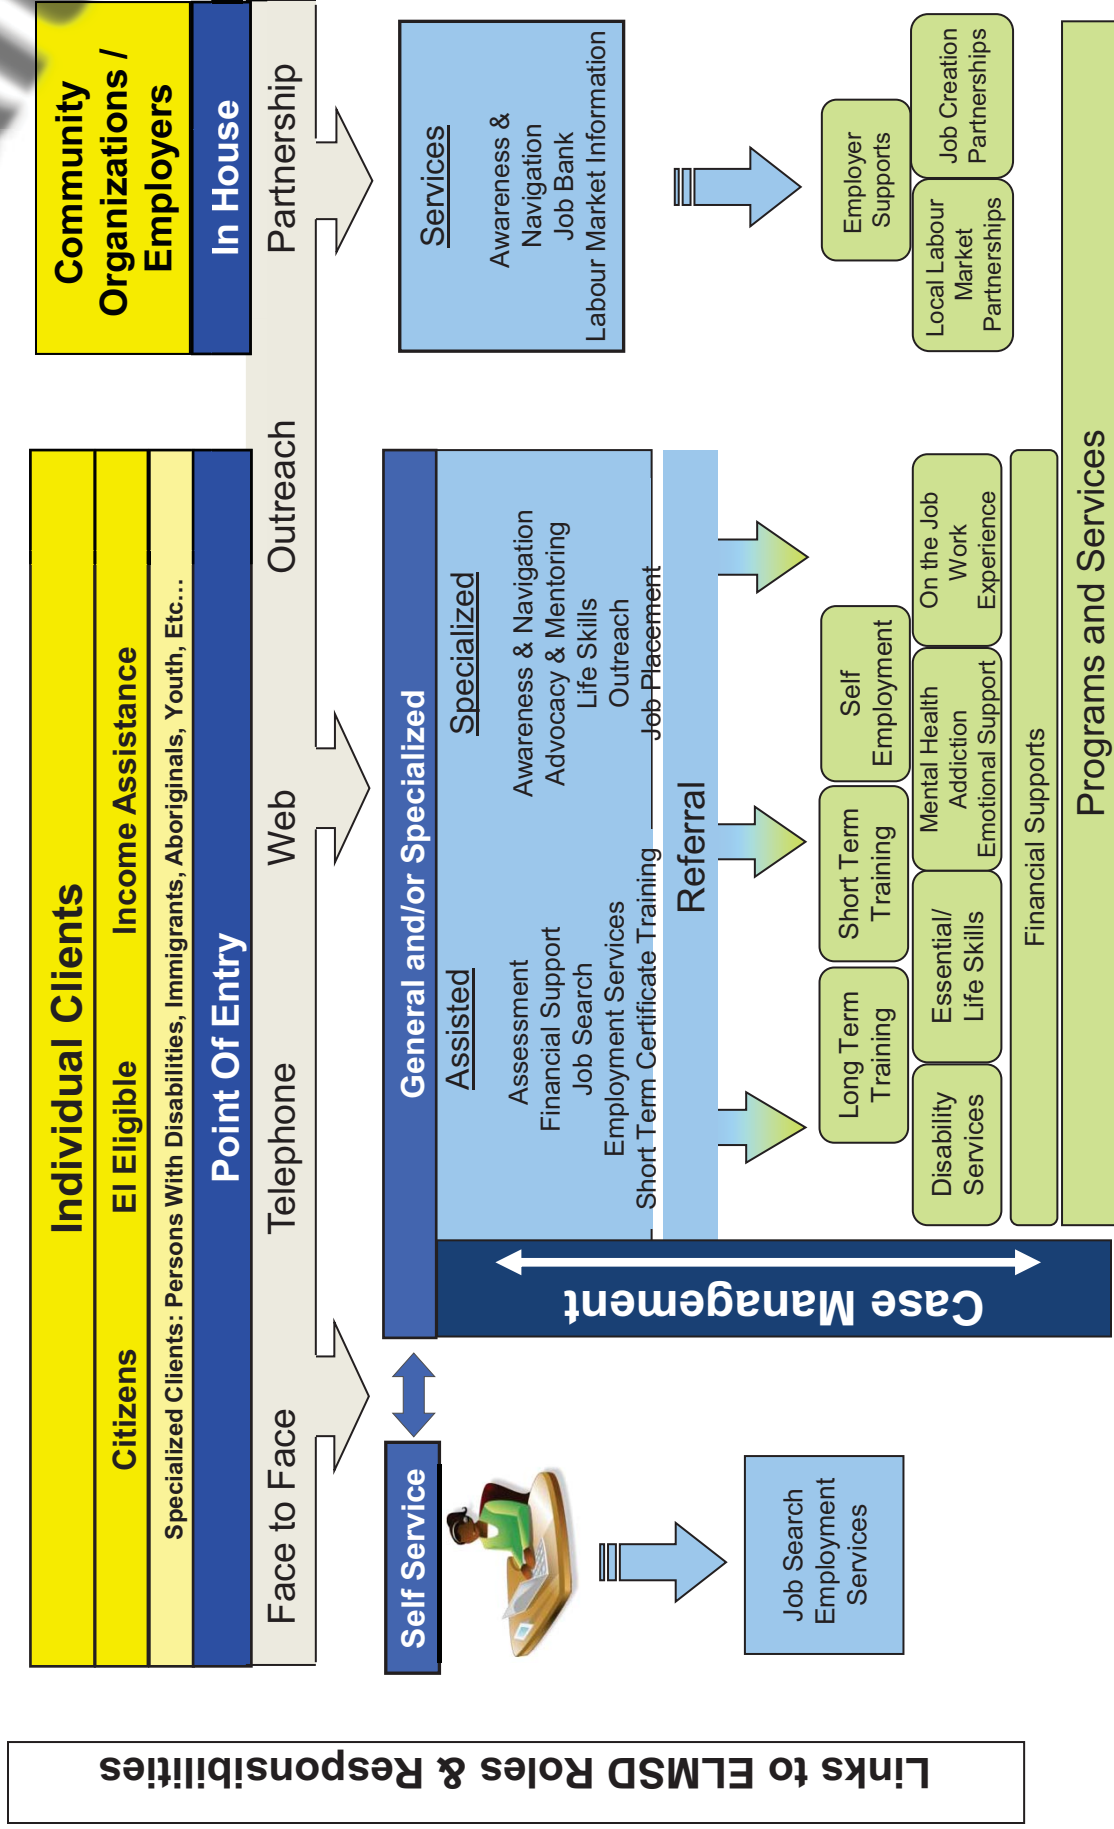 Links to ELMSD Roles & Responsibilities
Individual Clients
Citizens EI Eligible Income Assistance
Specialized Clients: Persons With Disabilities, Immigrants, Aboriginals, Youth, Etc…
Point Of Entry
Community
Organizations /
Employers
In House
Face to Face Telephone Web Outreach Partnership
Self Service
Job Search
Employment
Services
General and/or Specialized
Case Management
Assisted
Assessment
Financial Support
Job Search
Employment Services
Short Term Certificate Training
Specialized
Awareness & Navigation
Advocacy & Mentoring
Life Skills
Outreach
Job Placement
Referral
Services
Awareness &
Navigation
Job Bank
Labour Market Information
Long Term
Training
Short Term
Training
Self
Employment
Disability
Services
Essential/
Life Skills
Mental Health
Addiction
Emotional Support
On the Job
Work
Experience
Financial Supports
Employer
Supports
Local Labour
Market
Partnerships
Job Creation
Partnerships
Programs and Services